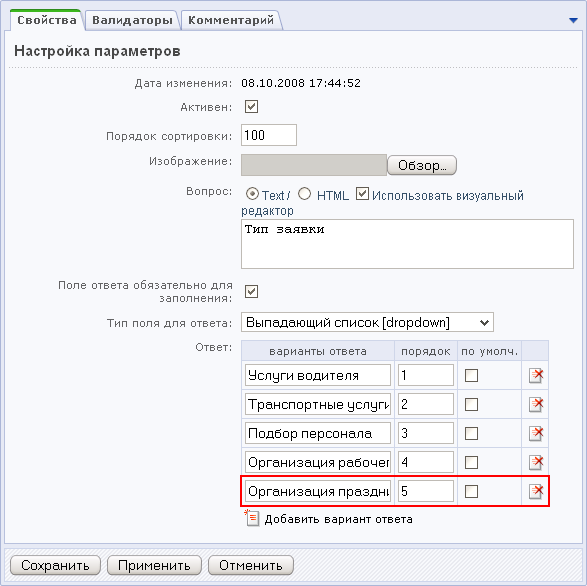 Свойства Валидаторы Комментарий
Настройка параметров
Дата изменения: 08.10.2008 17:44:52
Активен:
Порядок сортировки: 100
Изображение: Обзор...
Вопрос: Text / HTML Использовать визуальный
редактор
Тип заявки
Поле ответа обязательно для
заполнения:
Тип поля для ответа: Выпадающий список [dropdown]
Ответ: варианты ответа порядок по умолч.
Услуги водителя 1
Транспортные услуги 2
Подбор персонала 3
Организация рабочег 4
Организация праздни 5
Добавить вариант ответа
Сохранить Применить Отменить